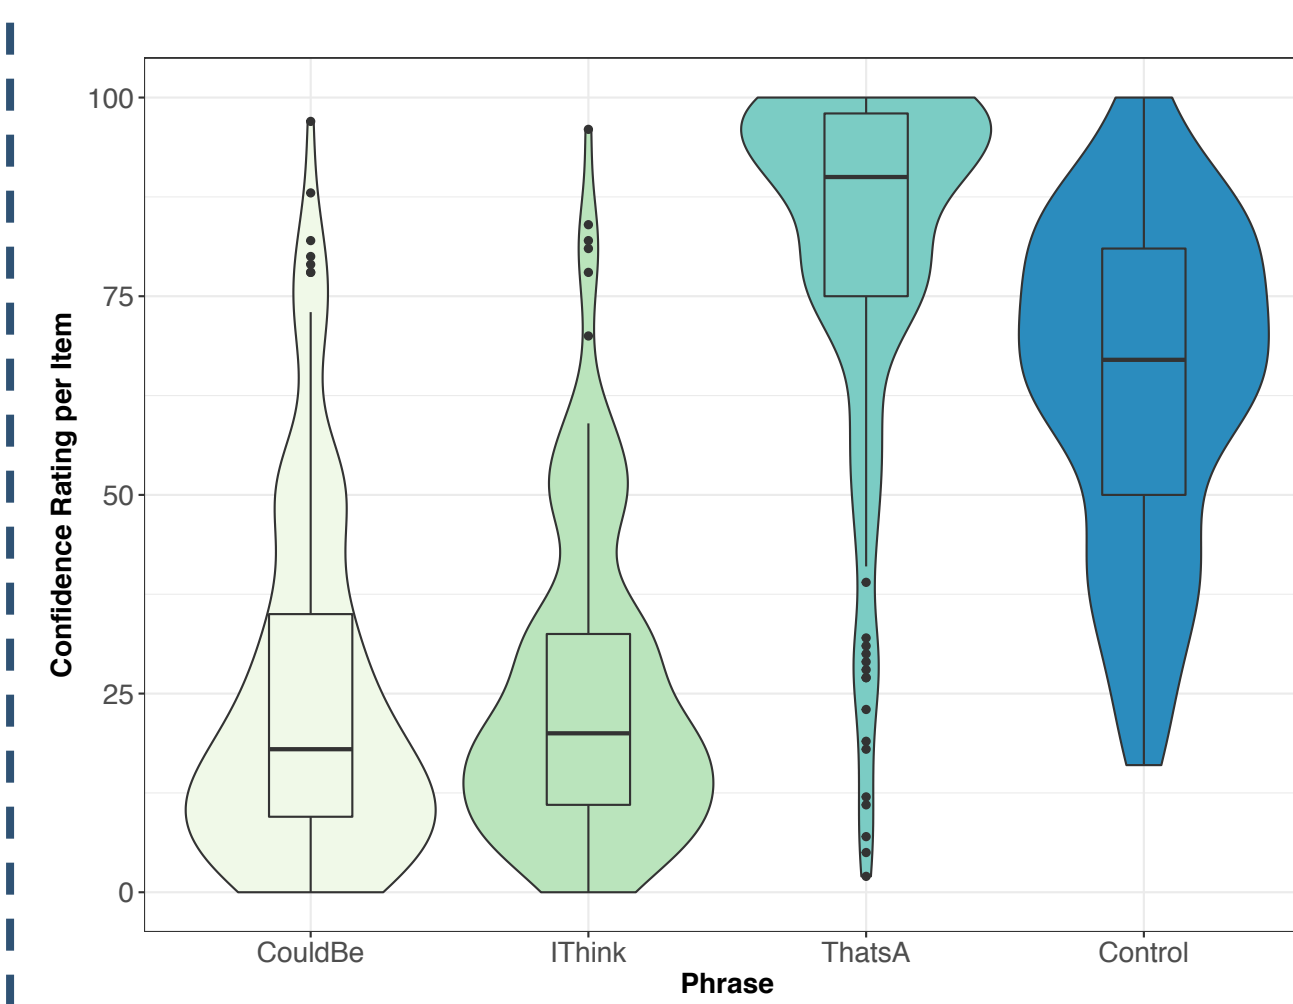 100
75
50
25
0
Confidence Rating per Item
CouldBe IThink ThatsA Control
Phrase